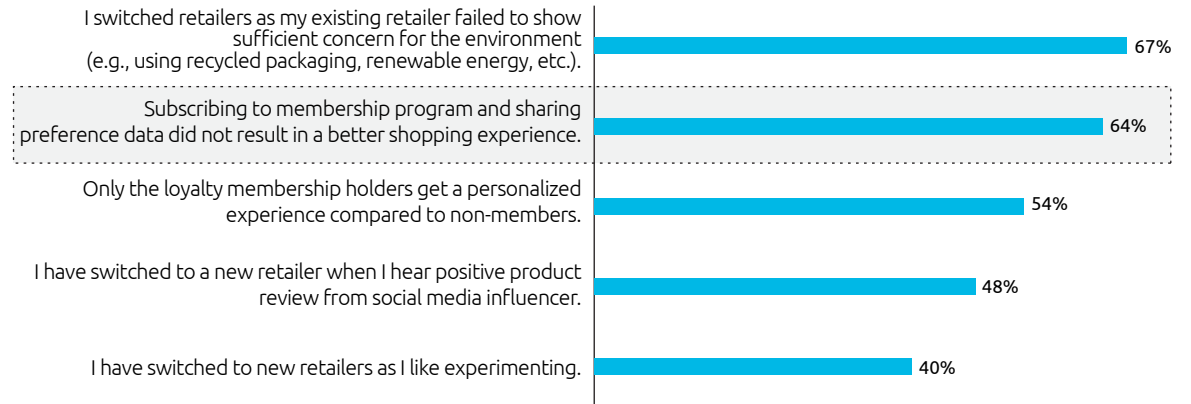 I switched retailers as my existing retailer failed to show
sufficient concern for the environment
(e.g., using recycled packaging, renewable energy, etc.).
67%
Subscribing to membership program and sharing
preference data did not result in a better shopping experience.
64%
Only the loyalty membership holders get a personalized
experience compared to non-members.
54%
I have switched to a new retailer when I hear positive product
review from social media influencer.
48%
I have switched to new retailers as I like experimenting.
40%